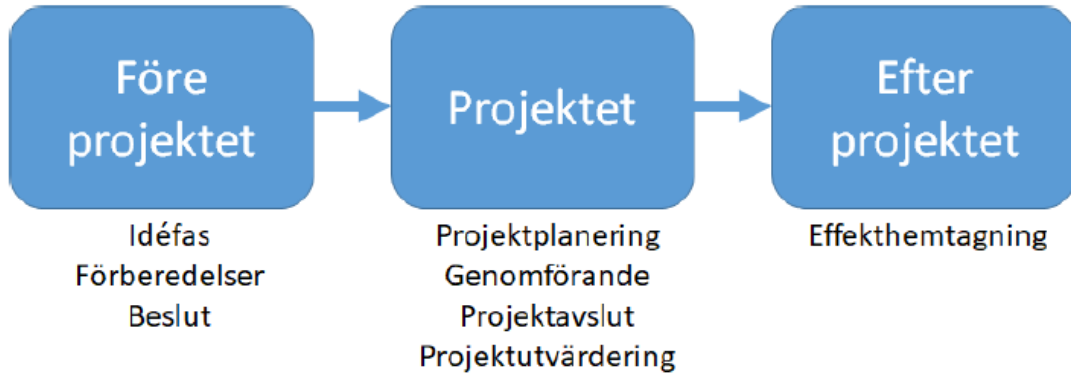 Före
projektet
Idéfas
Förberedelser
Beslut
Projektet
Projektplanering
Genomförande
Projektavslut
Projektutvärdering
Efter
projektet
Effekthemtagning